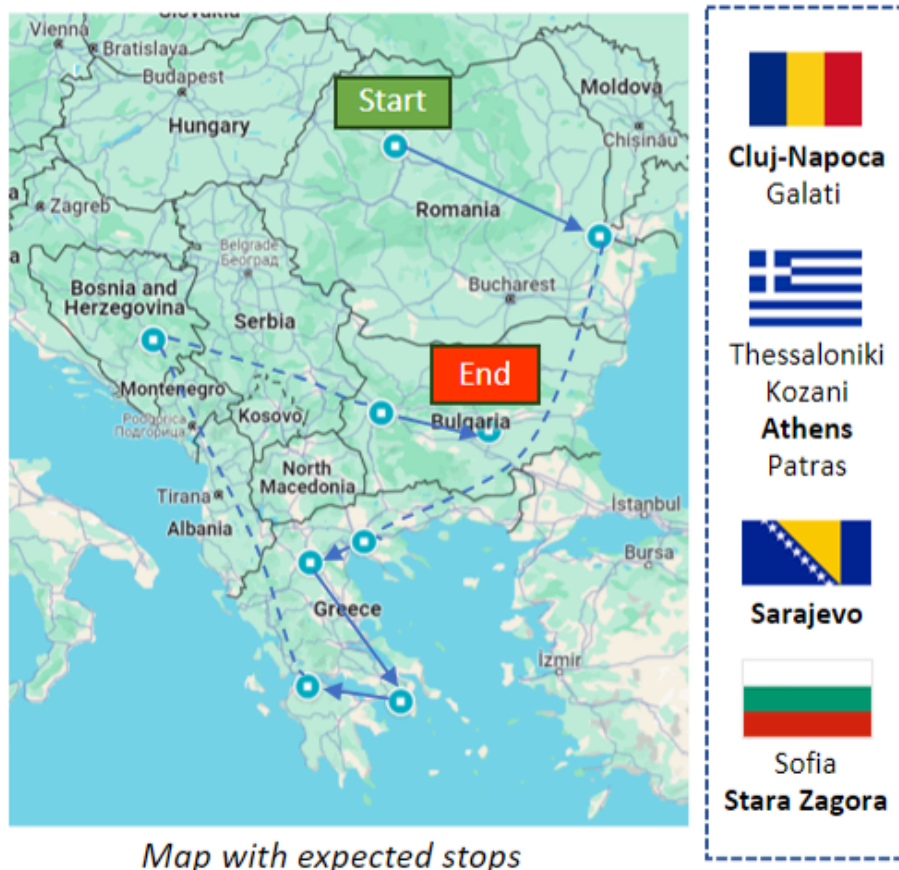 Slovakia
Vienna
Bratislava
Budapest
Hungary
Start
Moldova
Chișinău
Zagreb
Romania
Belgrade
Београд
Bucharest
Bosnia and
Herzegovina
Serbia
End
Montenegro
Podgorica
Подгорица
Kosovo
Bulgaria
North
Macedonia
Tirana
Albania
İstanbul
Bursa
Greece
İzmir
Map with expected stops
Cluj-Napoca
Galati
Thessaloniki
Kozani
Athens
Patras
Sarajevo
Sofia
Stara Zagora